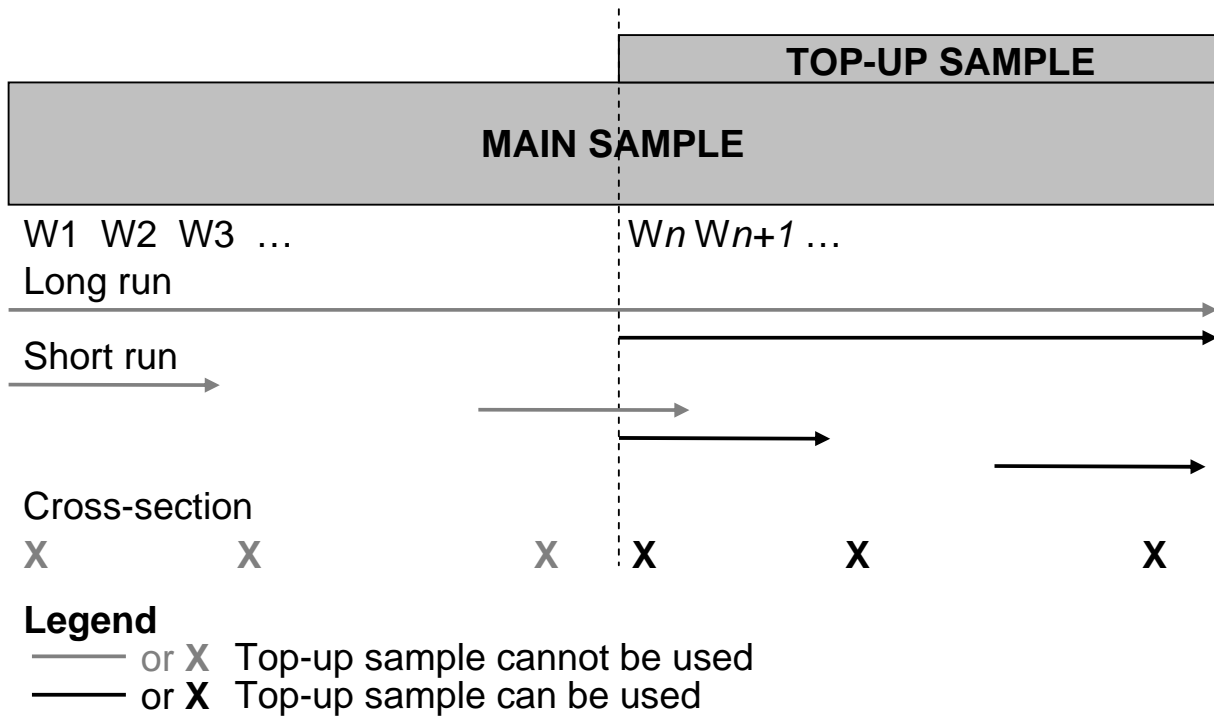 TOP-UP SAMPLE
MAIN SAMPLE
W1 W2 W3 … Wn Wn+1 …
Long run
Short run
Cross-section
X X X X X X
Legend
or X Top-up sample cannot be used
or X Top-up sample can be used